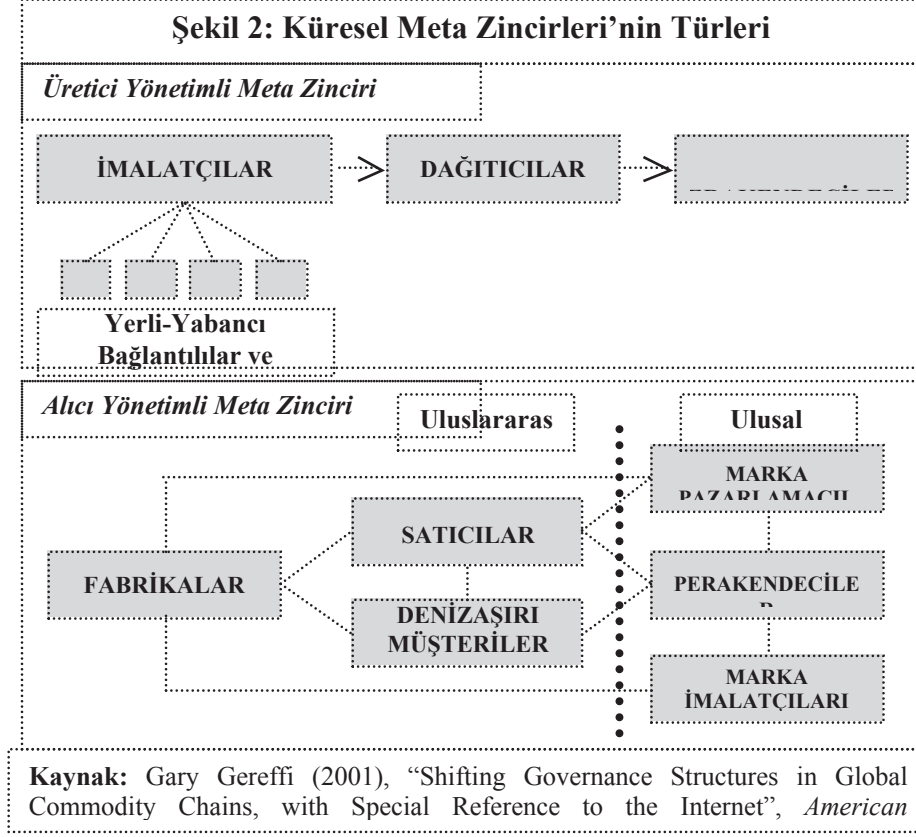 Şekil 2: Küresel Meta Zincirleri’nin Türleri
Üretici Yönetimli Meta Zinciri
İMALATÇILAR
DAĞITICILAR
Yerli-Yabancı
Bağlantılılar ve
Alıcı Yönetimli Meta Zinciri
Uluslararas
Ulusal
MARKA
PAZARLAMACIL
SATICILAR
FABRİKALAR
PERAKENDECİLE
DENİZAŞIRI
MÜŞTERİLER
MARKA
İMALATÇILARI
Kaynak: Gary Gereffi (2001), “Shifting Governance Structures in Global
Commodity Chains, with Special Reference to the Internet”, American